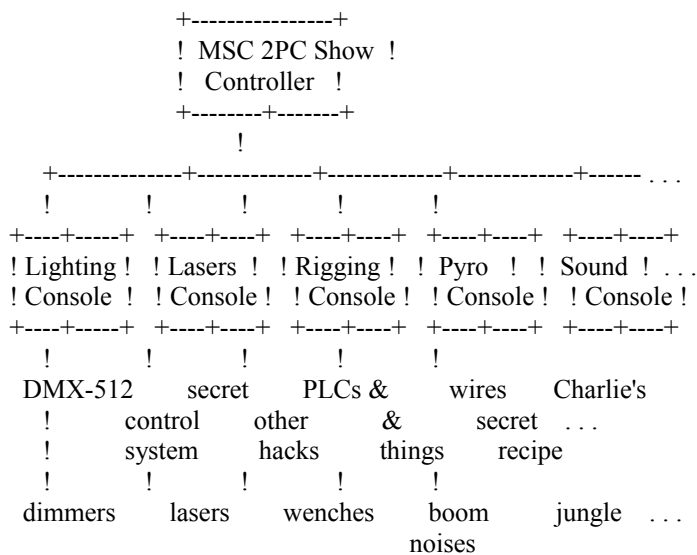 +----------------+
! MSC 2PC Show !
! Controller !
+--------+-------+
!
+--------------+-------------+-------------+-------------+------ . . .
! ! ! ! !
+----+-----+ +----+----+ +----+----+ +----+----+ +----+----+
! Lighting ! ! Lasers ! ! Rigging ! ! Pyro ! ! Sound ! . . .
! Console ! ! Console ! ! Console ! ! Console ! ! Console !
+----+-----+ +----+----+ +----+----+ +----+----+ +----+----+
! ! ! ! !
DMX-512 secret PLCs & wires Charlie's
! control other & secret . . .
! system hacks things recipe
! ! ! ! !
dimmers lasers wenches boom jungle . . .
noises